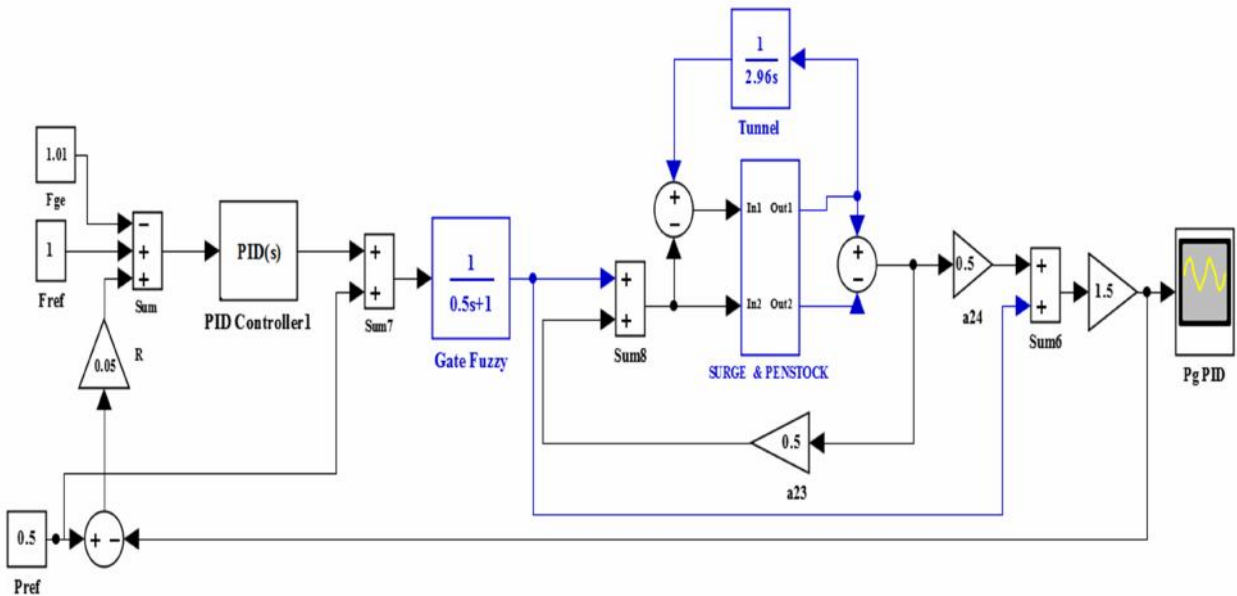 1
2.96s
Tunnel
1.01
Fge
1
Fref
−
+
+
Sum
PID(s)
PID Controller1
+
+
Sum7
1
0.5s+1
Gate Fuzzy
+
+
Sum8
+
−
In1 Out1
In2 Out2
SURGE & PENSTOCK
+
−
0.5
a24
+
+
Sum6
1.5
Pg PID
0.05
R
0.5
a23
0.5
Pref
+ −